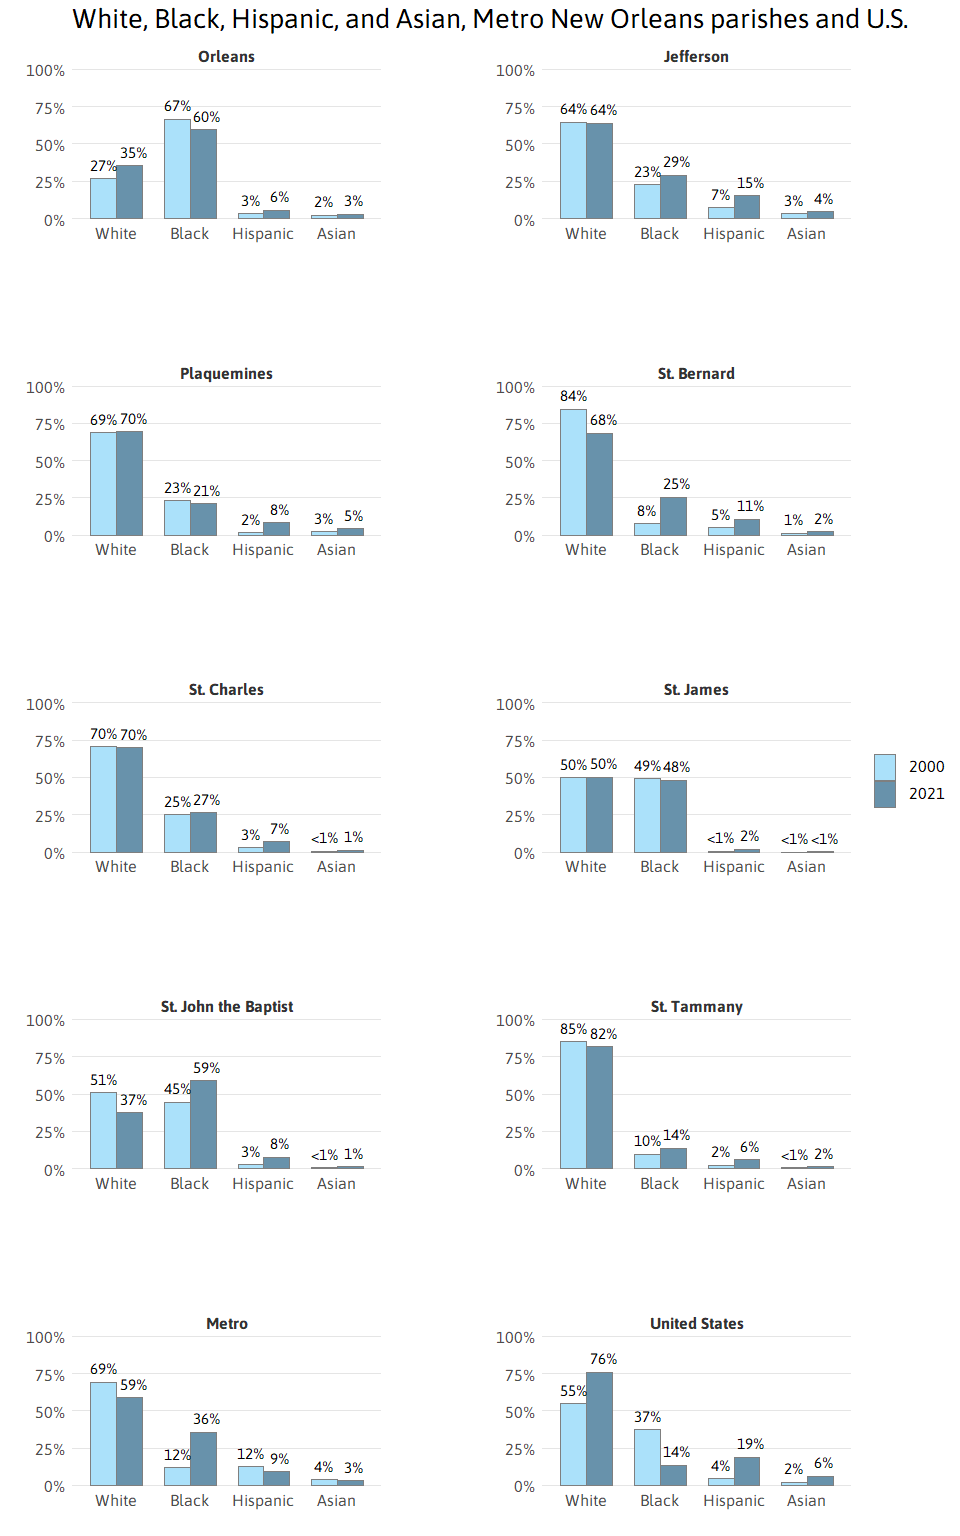 White, Black, Hispanic, and Asian, Metro New Orleans parishes and U.S.
Orleans
100%
75%
50%
25%
0%
27% 35% 67% 60% 3% 6% 2% 3%
White Black Hispanic Asian
Jefferson
100%
75%
50%
25%
0%
64% 64% 23% 29% 7% 15% 3% 4%
White Black Hispanic Asian
Plaquemines
100%
75%
50%
25%
0%
69% 70% 23% 21% 2% 8% 3% 5%
White Black Hispanic Asian
St. Bernard
100%
75%
50%
25%
0%
84% 68% 8% 25% 5% 11% 1% 2%
White Black Hispanic Asian
St. Charles
100%
75%
50%
25%
0%
70% 70% 25% 27% 3% 7% <1% 1%
White Black Hispanic Asian
St. James
100%
75%
50%
25%
0%
50% 50% 49% 48% <1% 2% <1% <1%
White Black Hispanic Asian
2000
2021
St. John the Baptist
100%
75%
50%
25%
0%
51% 37% 45% 59% 3% 8% <1% 1%
White Black Hispanic Asian
St. Tammany
100%
75%
50%
25%
0%
85% 82% 10% 14% 2% 6% <1% 2%
White Black Hispanic Asian
Metro
100%
75%
50%
25%
0%
69% 59% 12% 36% 12% 9% 4% 3%
White Black Hispanic Asian
United States
100%
75%
50%
25%
0%
55% 76% 37% 14% 4% 19% 2% 6%
White Black Hispanic Asian